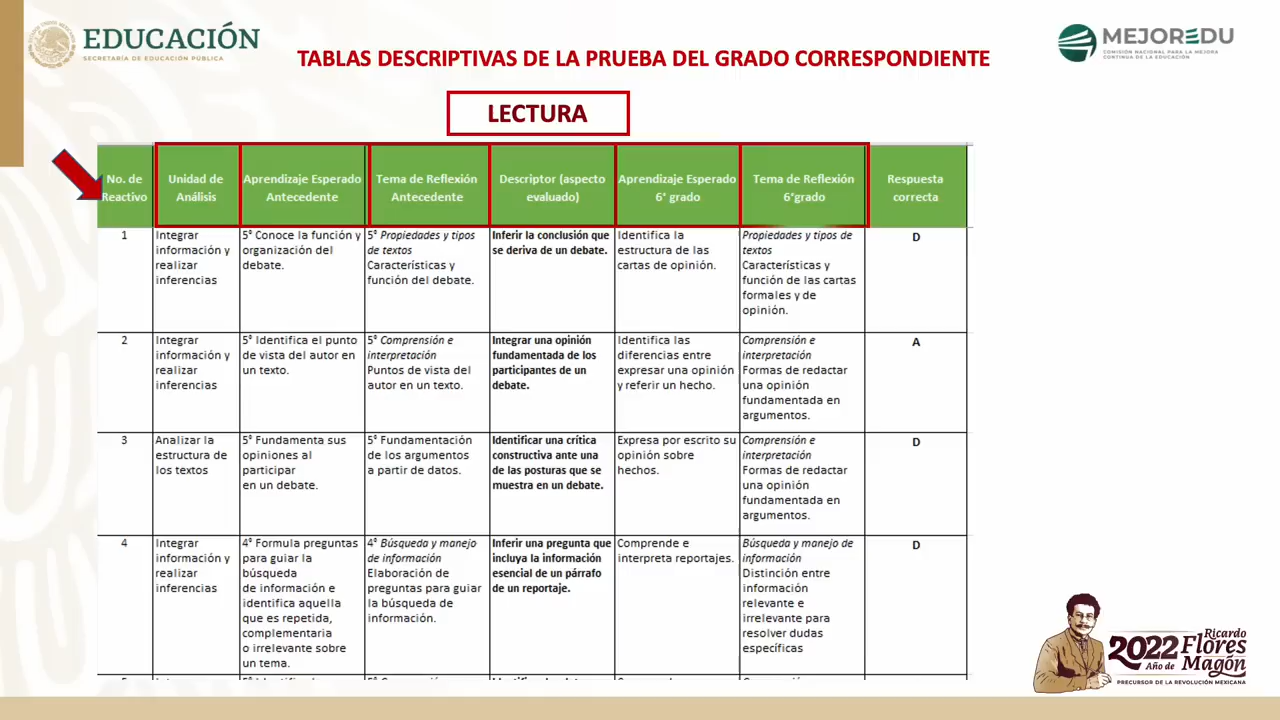 EDUCACIÓN
SECRETARÍA DE EDUCACIÓN PÚBLICA
TABLAS DESCRIPTIVAS DE LA PRUEBA DEL GRADO CORRESPONDIENTE
MEJOREDU
COMISIÓN NACIONAL PARA LA MEJORA
CONTINUA DE LA EDUCACIÓN
LECTURA
No. de
Reactivo
Unidad de
Análisis
Aprendizaje Esperado
Antecedente
Tema de Reflexión
Antecedente
Descriptor (aspecto
evaluado)
Aprendizaje Esperado
6° grado
Tema de Reflexión
6°grado
Respuesta
correcta
1
Integrar
información y
realizar
inferencias
5° Conoce la función y
organización del
debate.
5° Propiedades y tipos
de textos
Características y
función del debate.
Inferir la conclusión que
se deriva de un debate.
Identifica la
estructura de las
cartas de opinión.
Propiedades y tipos de
textos
Características y
función de las cartas
formales y de
opinión.
D
2
Integrar
información y
realizar
inferencias
5° Identifica el punto
de vista del autor en
un texto.
5° Comprensión e
interpretación
Puntos de vista del
autor en un texto.
Integrar una opinión
fundamentada de los
participantes de un
debate.
Identifica las
diferencias entre
expresar una opinión
y referir un hecho.
Comprensión e
interpretación
Formas de redactar
una opinión
fundamentada en
argumentos.
A
3
Analizar la
estructura de
los textos
5° Fundamenta sus
opiniones al
participar
en un debate.
5° Fundamentación
de los argumentos
a partir de datos.
Identificar una crítica
constructiva ante una
de las posturas que se
muestra en un debate.
Expresa por escrito su
opinión sobre
hechos.
Comprensión e
interpretación
Formas de redactar
una opinión
fundamentada en
argumentos.
D
4
Integrar
información y
realizar
inferencias
4° Formula preguntas
para guiar la
búsqueda
de información e
identifica aquella
que es repetida,
complementaria
o irrelevante sobre
un tema.
4° Búsqueda y manejo
de información
Elaboración de
preguntas para guiar
la búsqueda de
información.
Inferir una pregunta que
incluya la información
esencial de un párrafo
de un reportaje.
Comprende e
interpreta reportajes.
Búsqueda y manejo de
información
Distinción entre
información
relevante e
irrelevante para
resolver dudas
específicas
D
2022
Año de
Ricardo
Flores
Magón
PRECURSOR DE LA REVOLUCIÓN MEXICANA